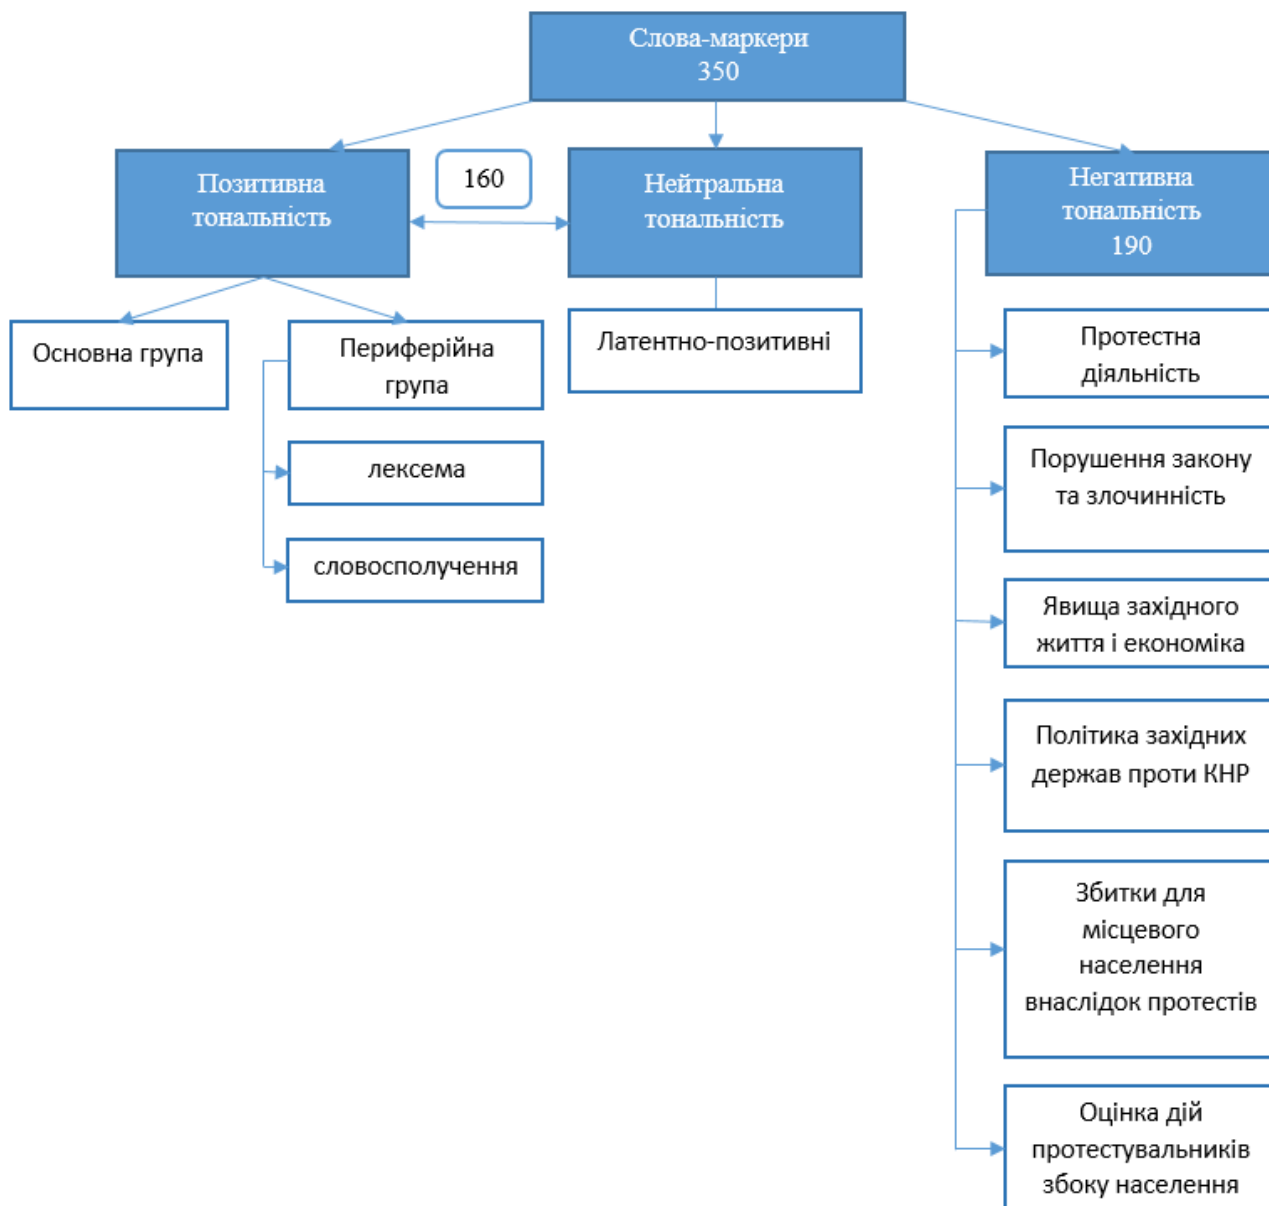 Слова-маркери
350
Позитивна
тональність
160
Нейтральна
тональність
Негативна
тональність
190
Основна група
Периферійна
група
лексема
словосполучення
Латентно-позитивні
Протестна
діяльність
Порушення закону
та злочинність
Явища західного
життя і економіка
Політика західних
держав проти КНР
Збитки для
місцевого
населення
внаслідок протестів
Оцінка дій
протестувальників
збоку населення